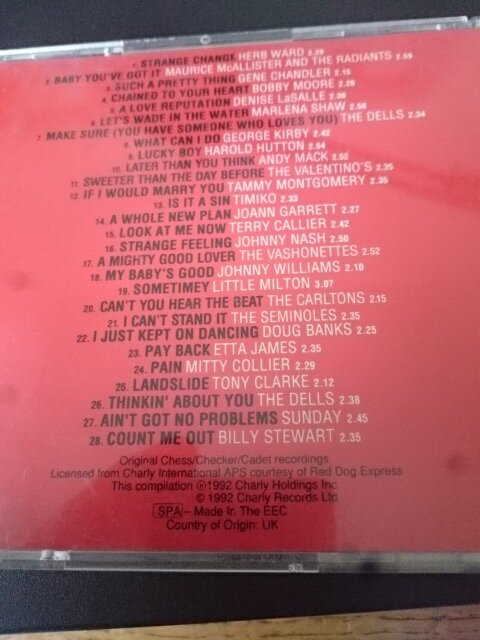 1. STRANGE CHANGE HERB WARD 2.29
2. BABY YOU'VE GOT IT MAURICE McALLISTER AND THE RADIANTS 2.09
3. SUCH A PRETTY THING GENE CHANDLER 2.15
4. CHAINED TO YOUR HEART BOBBY MOORE 2.20
5. A LOVE REPUTATION DENISE LaSALLE 2.30
6. LET'S WADE IN THE WATER MARLENA SHAW 2.50
7. MAKE SURE (YOU HAVE SOMEONE WHO LOVES YOU) THE DELLS 2.34
8. WHAT CAN I DO GEORGE KIRBY 2.42
9. LUCKY BOY HAROLD HUTTON 2.54
10. LATER THAN YOU THINK ANDY MACK 2.52
11. SWEETER THAN THE DAY BEFORE THE VALENTINO'S 2.35
12. IF I WOULD MARRY YOU TAMMY MONTGOMERY 2.35
13. IS IT A SIN TIMIKO 2.33
14. A WHOLE NEW PLAN JOANN GARRETT 2.27
15. LOOK AT ME NOW TERRY CALLIER 2.42
16. STRANGE FEELING JOHNNY NASH 2.50
17. A MIGHTY GOOD LOVER THE VASHONETTES 2.52
18. MY BABY'S GOOD JOHNNY WILLIAMS 2.10
19. SOMETIMEY LITTLE MILTON 3.0?
20. CAN'T YOU HEAR THE BEAT THE CARLTONS 2.15
21. I CAN'T STAND IT THE SEMINOLES 2.35
22. I JUST KEPT ON DANCING DOUG BANKS 2.25
23. PAY BACK ETTA JAMES 2.35
24. PAIN MITTY COLLIER 2.29
25. LANDSLIDE TONY CLARKE 2.12
26. THINKIN' ABOUT YOU THE DELLS 2.38
27. AIN'T GOT NO PROBLEMS SUNDAY 2.45
28. COUNT ME OUT BILLY STEWART 2.35
Original Chess/Checker/Cadet recordings
Licensed from Charly International APS courtesy of Red Dog Express
This compilation ℗1992 Charly Holdings Inc
© 1992 Charly Records Ltd
SPA – Made In The EEC
Country of Origin: UK